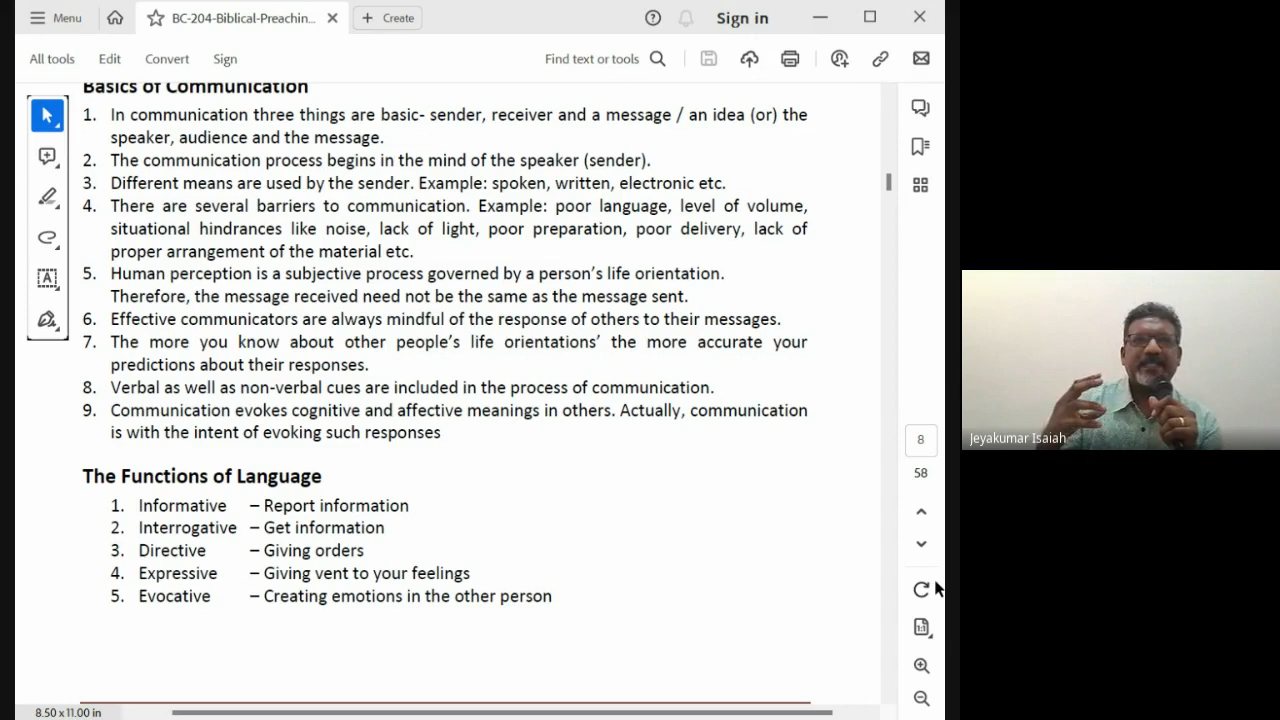 Menu
BC-204-Biblical-Preachin...
Create
Sign in
All tools
Edit
Convert
Sign
Find text or tools
Basics of Communication
1. In communication three things are basic- sender, receiver and a message / an idea (or) the
speaker, audience and the message.
2. The communication process begins in the mind of the speaker (sender).
3. Different means are used by the sender. Example: spoken, written, electronic etc.
4. There are several barriers to communication. Example: poor language, level of volume,
situational hindrances like noise, lack of light, poor preparation, poor delivery, lack of
proper arrangement of the material etc.
5. Human perception is a subjective process governed by a person’s life orientation.
Therefore, the message received need not be the same as the message sent.
6. Effective communicators are always mindful of the response of others to their messages.
7. The more you know about other people’s life orientations’ the more accurate your
predictions about their responses.
8. Verbal as well as non-verbal cues are included in the process of communication.
9. Communication evokes cognitive and affective meanings in others. Actually, communication
is with the intent of evoking such responses
The Functions of Language
1. Informative – Report information
2. Interrogative – Get information
3. Directive – Giving orders
4. Expressive – Giving vent to your feelings
5. Evocative – Creating emotions in the other person
8
58
1:1
8.50 x 11.00 in
Jeyakumar Isaiah